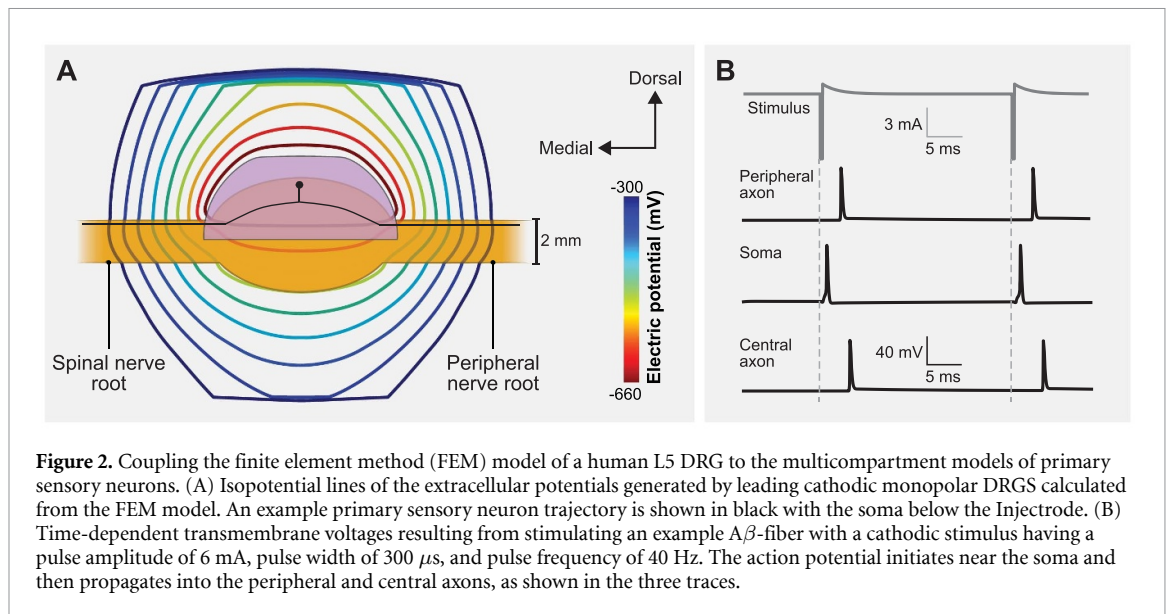 A
Dorsal
Medial
-300
Electric potential (mV)
-660
2 mm
Spinal nerve
root
Peripheral
nerve root
B
Stimulus
3 mA
5 ms
Peripheral
axon
Soma
Central
axon
40 mV
5 ms
Figure 2. Coupling the finite element method (FEM) model of a human L5 DRG to the multicompartment models of primary
sensory neurons. (A) Isopotential lines of the extracellular potentials generated by leading cathodic monopolar DRGS calculated
from the FEM model. An example primary sensory neuron trajectory is shown in black with the soma below the Injectrode. (B)
Time-dependent transmembrane voltages resulting from stimulating an example Aβ-fiber with a cathodic stimulus having a
pulse amplitude of 6 mA, pulse width of 300 μs, and pulse frequency of 40 Hz. The action potential initiates near the soma and
then propagates into the peripheral and central axons, as shown in the three traces.